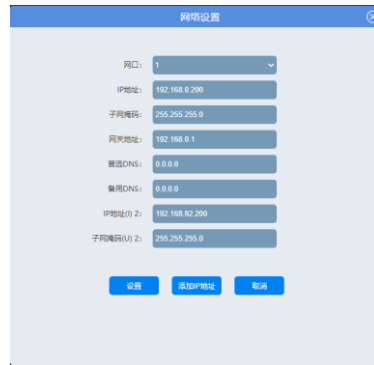 网络设置
网口： 1
IP地址： 192.168.0.200
子网掩码： 255.255.255.0
网关地址： 192.168.0.1
首选DNS： 0.0.0.0
备用DNS： 0.0.0.0
IP地址(I) 2： 192.168.92.200
子网掩码(U) 2： 255.255.255.0
设置 添加IP地址 取消